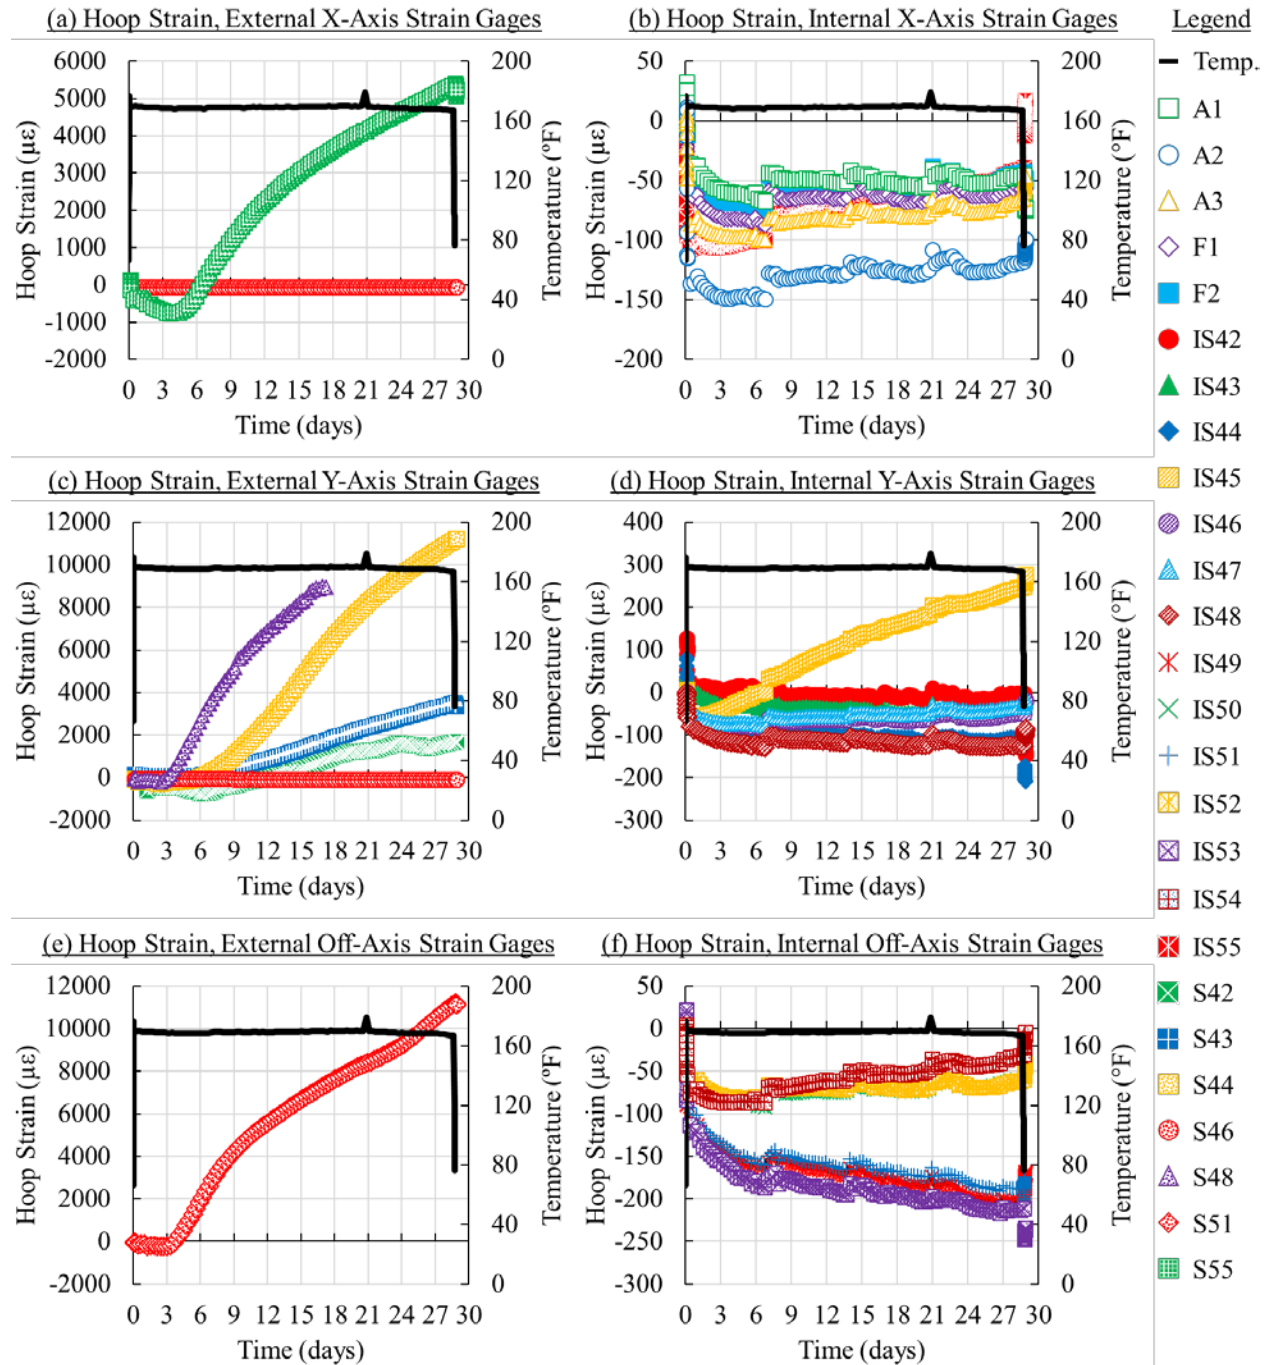 (a) Hoop Strain, External X-Axis Strain Gages
6000
5000
4000
3000
2000
1000
0
-1000
-2000
Hoop Strain (με)
200
160
120
80
40
0
Temperature (°F)
0 3 6 9 12 15 18 21 24 27 30
Time (days)
(b) Hoop Strain, Internal X-Axis Strain Gages
50
0
-50
-100
-150
-200
Hoop Strain (με)
200
160
120
80
40
0
Temperature (°F)
0 3 6 9 12 15 18 21 24 27 30
Time (days)
(c) Hoop Strain, External Y-Axis Strain Gages
12000
10000
8000
6000
4000
2000
0
-2000
Hoop Strain (με)
200
160
120
80
40
0
Temperature (°F)
0 3 6 9 12 15 18 21 24 27 30
Time (days)
(d) Hoop Strain, Internal Y-Axis Strain Gages
400
300
200
100
0
-100
-200
-300
Hoop Strain (με)
200
160
120
80
40
0
Temperature (°F)
0 3 6 9 12 15 18 21 24 27 30
Time (days)
(e) Hoop Strain, External Off-Axis Strain Gages
12000
10000
8000
6000
4000
2000
0
-2000
Hoop Strain (με)
200
160
120
80
40
0
Temperature (°F)
0 3 6 9 12 15 18 21 24 27 30
Time (days)
(f) Hoop Strain, Internal Off-Axis Strain Gages
50
0
-50
-100
-150
-200
-250
-300
Hoop Strain (με)
200
160
120
80
40
0
Temperature (°F)
0 3 6 9 12 15 18 21 24 27 30
Time (days)
Legend
Temp.
A1
A2
A3
F1
F2
IS42
IS43
IS44
IS45
IS46
IS47
IS48
IS49
IS50
IS51
IS52
IS53
IS54
IS55
S42
S43
S44
S46
S48
S51
S55